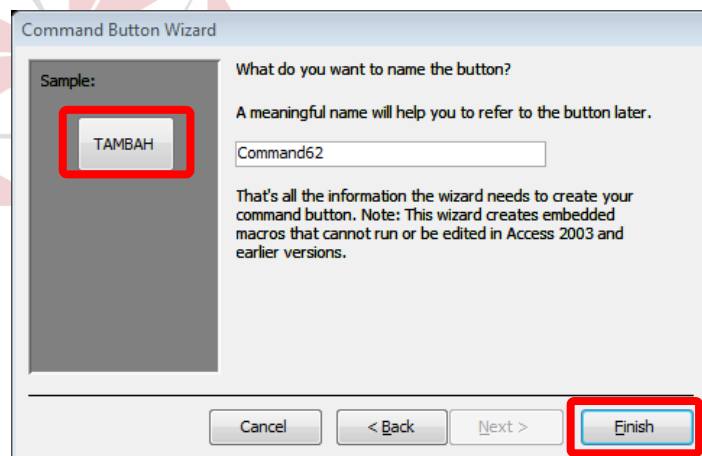 Command Button Wizard
Sample:
TAMBAH
What do you want to name the button?
A meaningful name will help you to refer to the button later.
Command62
That's all the information the wizard needs to create your
command button. Note: This wizard creates embedded
macros that cannot run or be edited in Access 2003 and
earlier versions.
Cancel
< Back
Next >
Finish